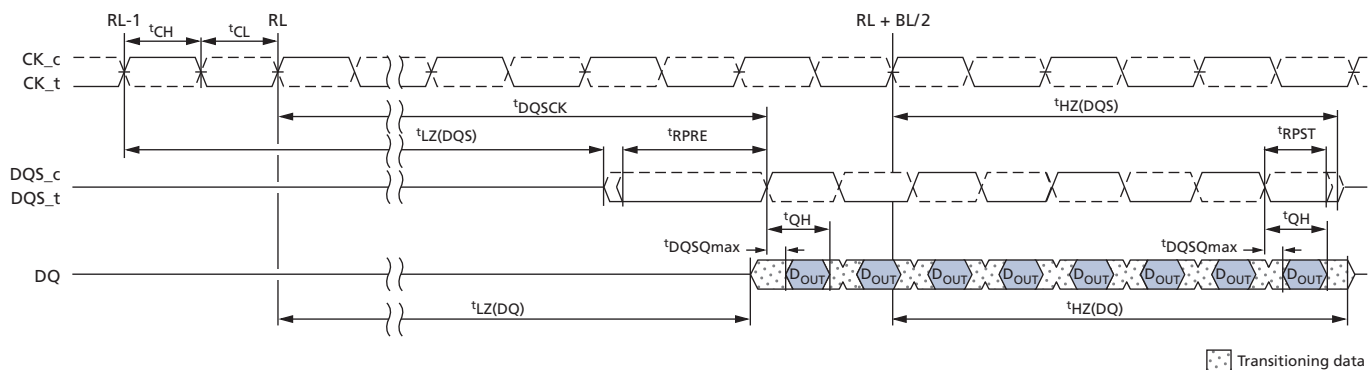 RL-1 RL RL + BL/2
tCH tCL
CK_c
CK_t
tDQSCK tHZ(DQS)
tLZ(DQS) tRPRE tRPST
DQS_c
DQS_t
tQH tQH
tDQSQmax tDQSQmax
DQ DOUT DOUT DOUT DOUT DOUT DOUT DOUT DOUT
tLZ(DQ) tHZ(DQ)
Transitioning data